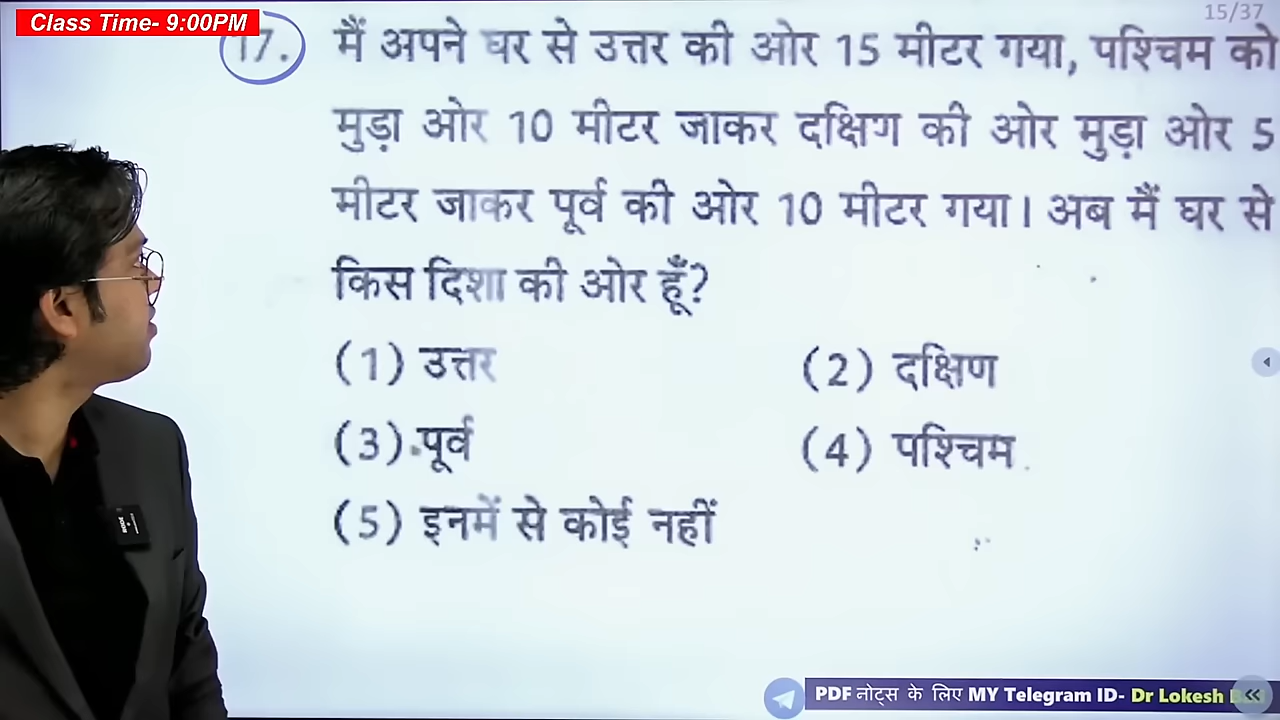 Class Time- 9:00PM
15/37
17. मैं अपने घर से उत्तर की ओर 15 मीटर गया, पश्चिम को
मुड़ा ओर 10 मीटर जाकर दक्षिण की ओर मुड़ा ओर 5
मीटर जाकर पूर्व की ओर 10 मीटर गया। अब मैं घर से
किस दिशा की ओर हूँ?
(1) उत्तर (2) दक्षिण
(3) पूर्व (4) पश्चिम
(5) इनमें से कोई नहीं
PDF नोट्स के लिए MY Telegram ID- Dr Lokesh